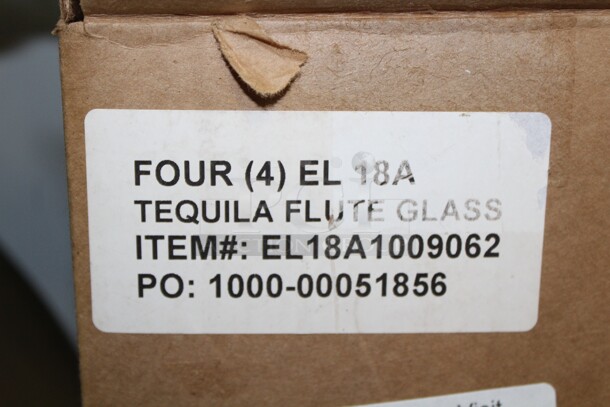 FOUR (4) EL 18A
TEQUILA FLUTE GLASS
ITEM#: EL18A1009062
PO: 1000-00051856